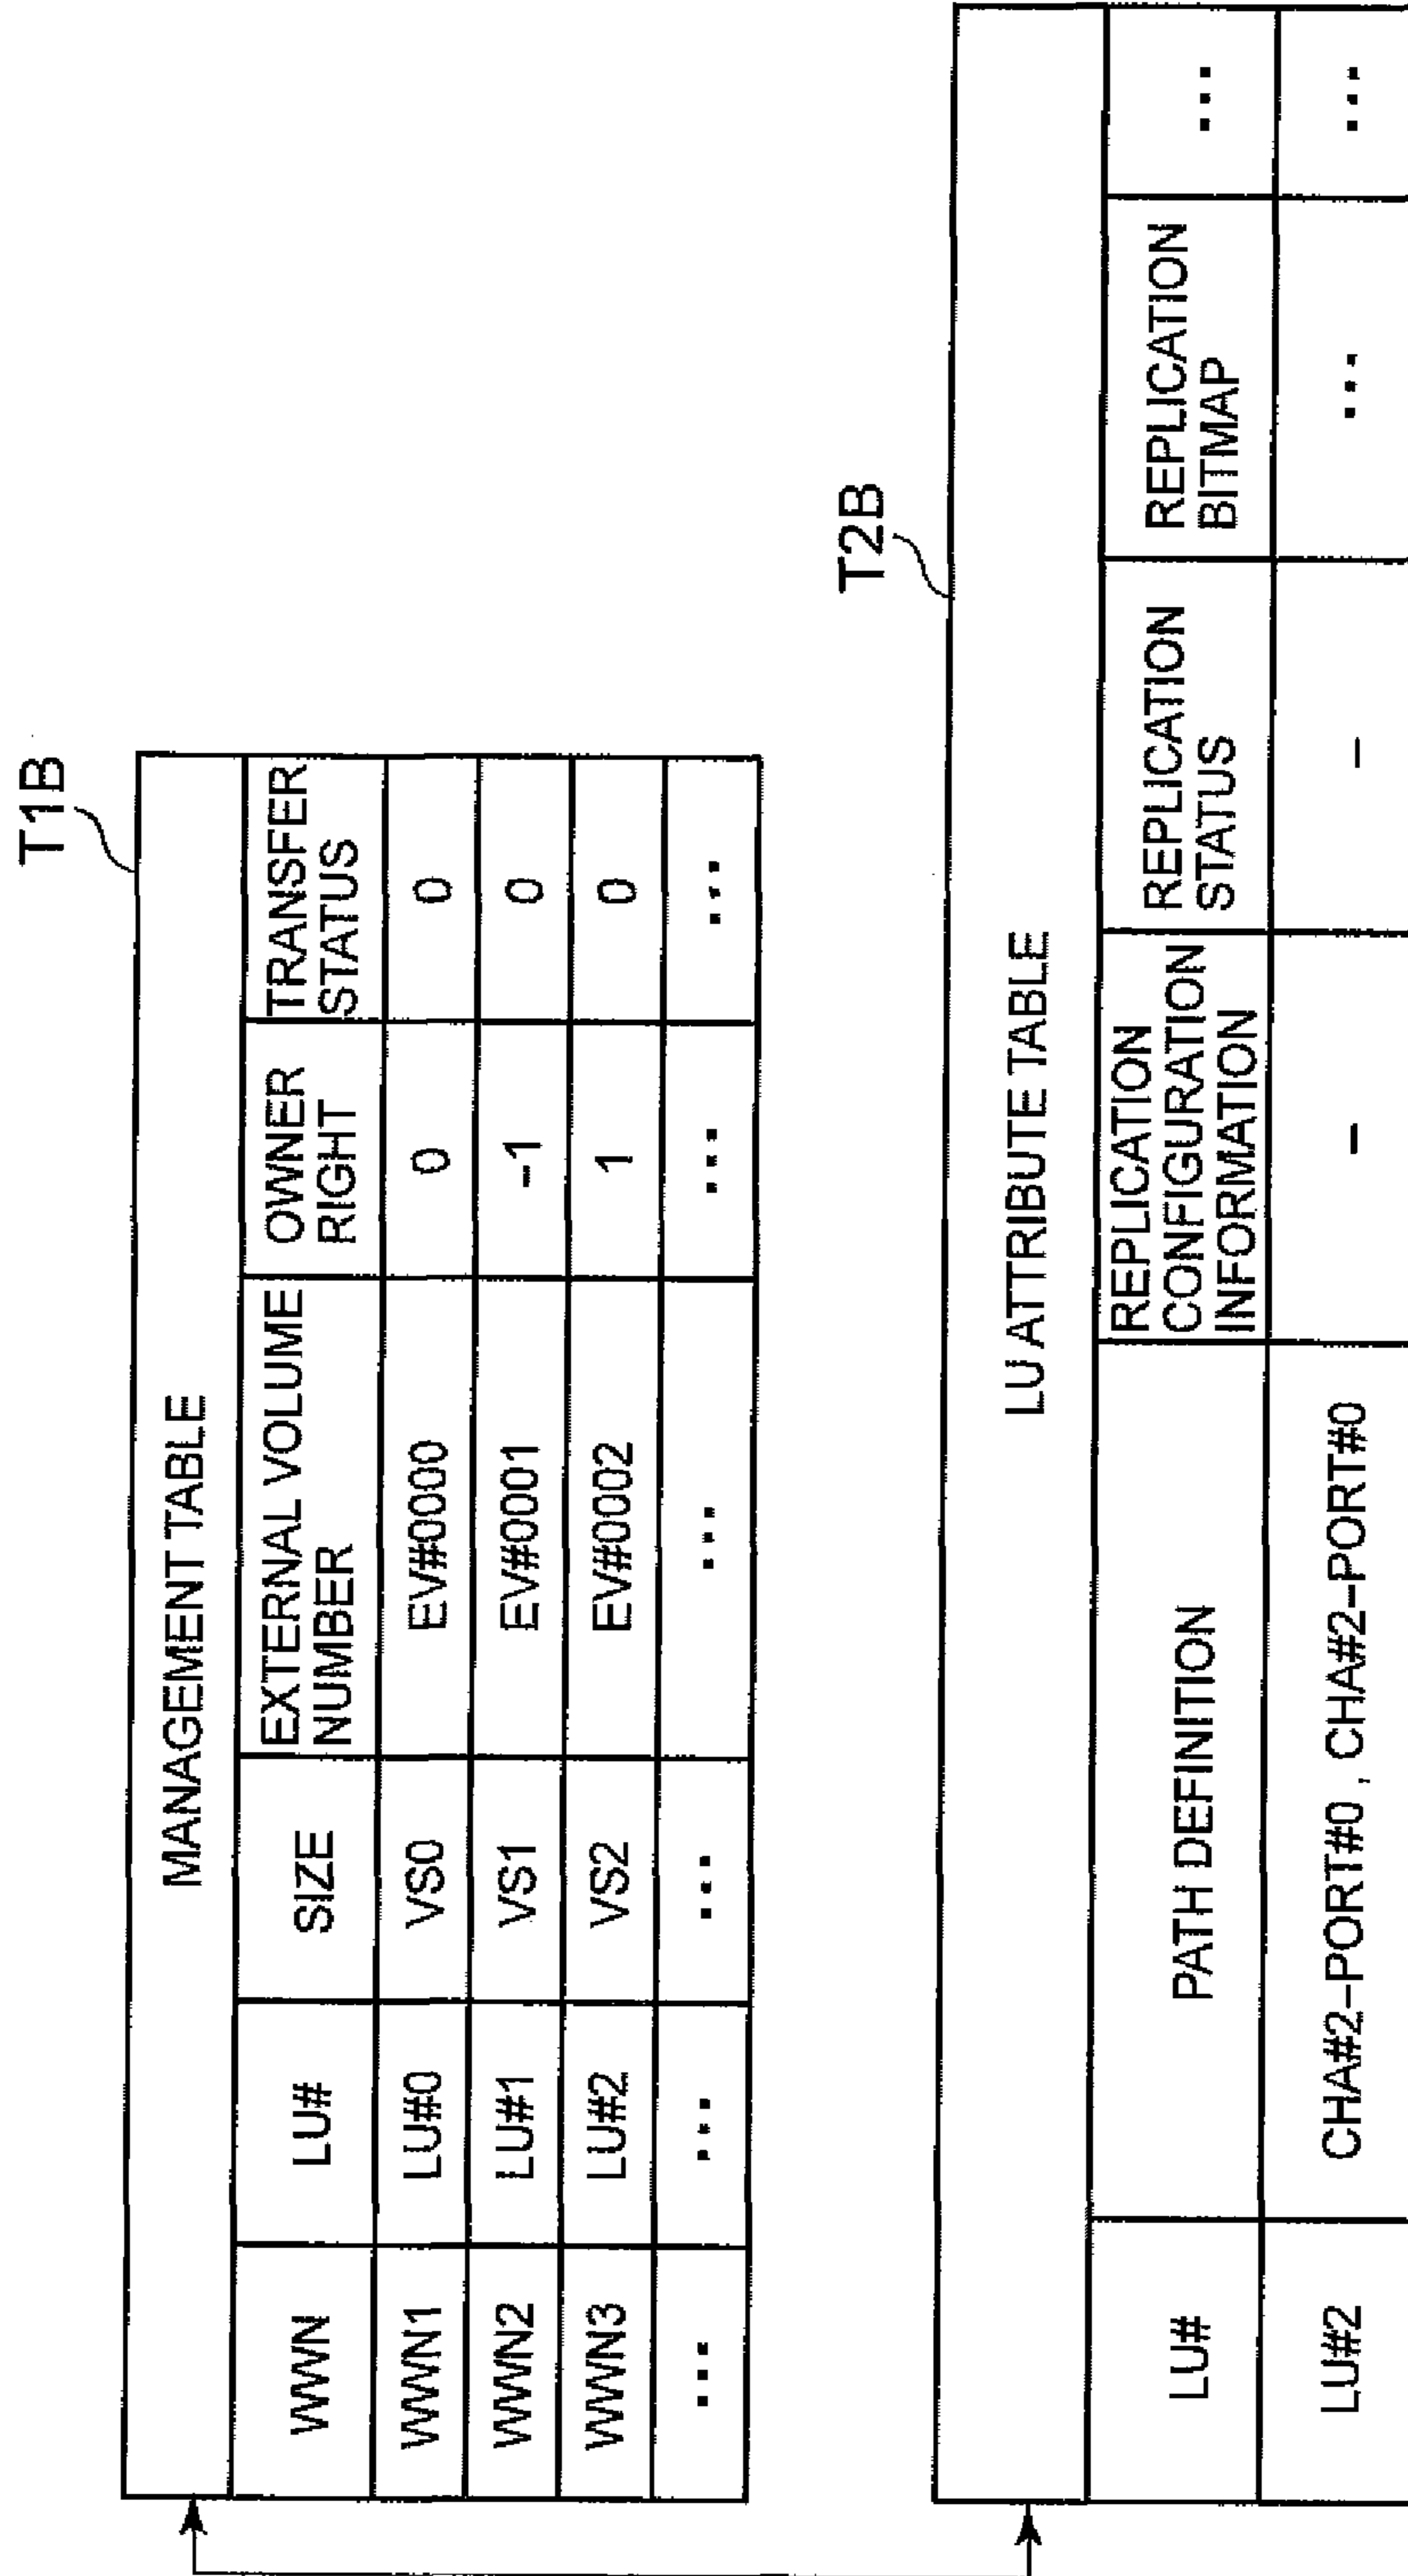 T1B
MANAGEMENT TABLE
WWN LU# SIZE EXTERNAL VOLUME NUMBER OWNER RIGHT TRANSFER STATUS
WWN1 LU#0 VS0 EV#0000 0 0
WWN2 LU#1 VS1 EV#0001 -1 0
WWN3 LU#2 VS2 EV#0002 1 0
... ... ... ... ... ...
T2B
LU ATTRIBUTE TABLE
LU# PATH DEFINITION REPLICATION CONFIGURATION INFORMATION REPLICATION STATUS REPLICATION BITMAP ...
LU#2 CHA#2-PORT#0 , CHA#2-PORT#0 - - ... ...